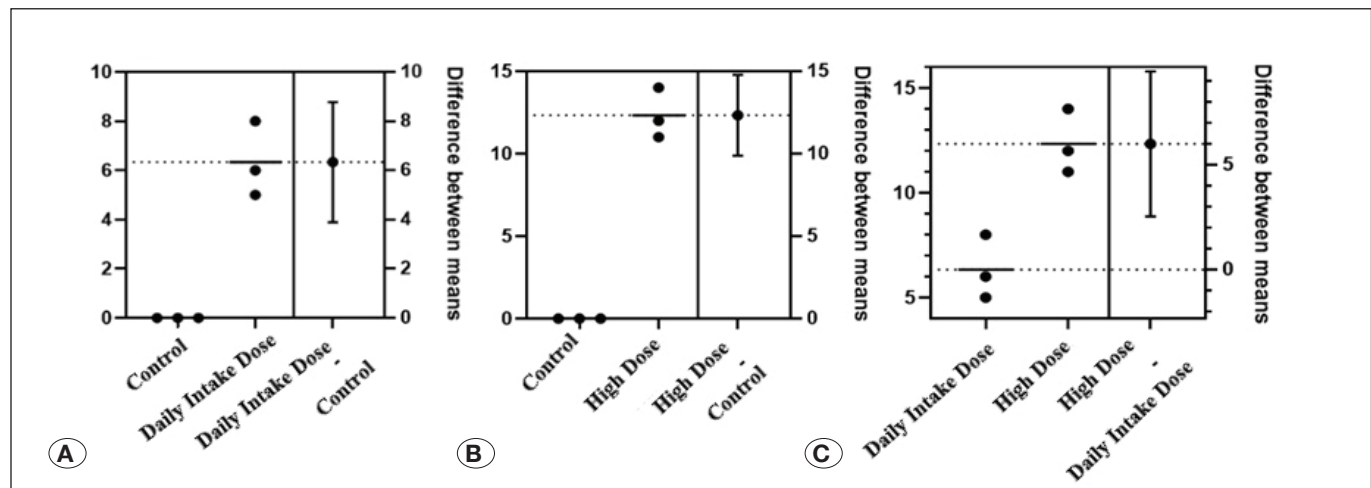 10
8
6
4
2
0
10
8
6
4
2
0
Difference between means
Control
Daily Intake Dose
Daily Intake Dose
-
Control
A
15
10
5
0
15
10
5
0
Difference between means
Control
High Dose
High Dose
-
Control
B
15
10
5
5
0
Difference between means
Daily Intake Dose
High Dose
High Dose
-
Daily Intake Dose
C